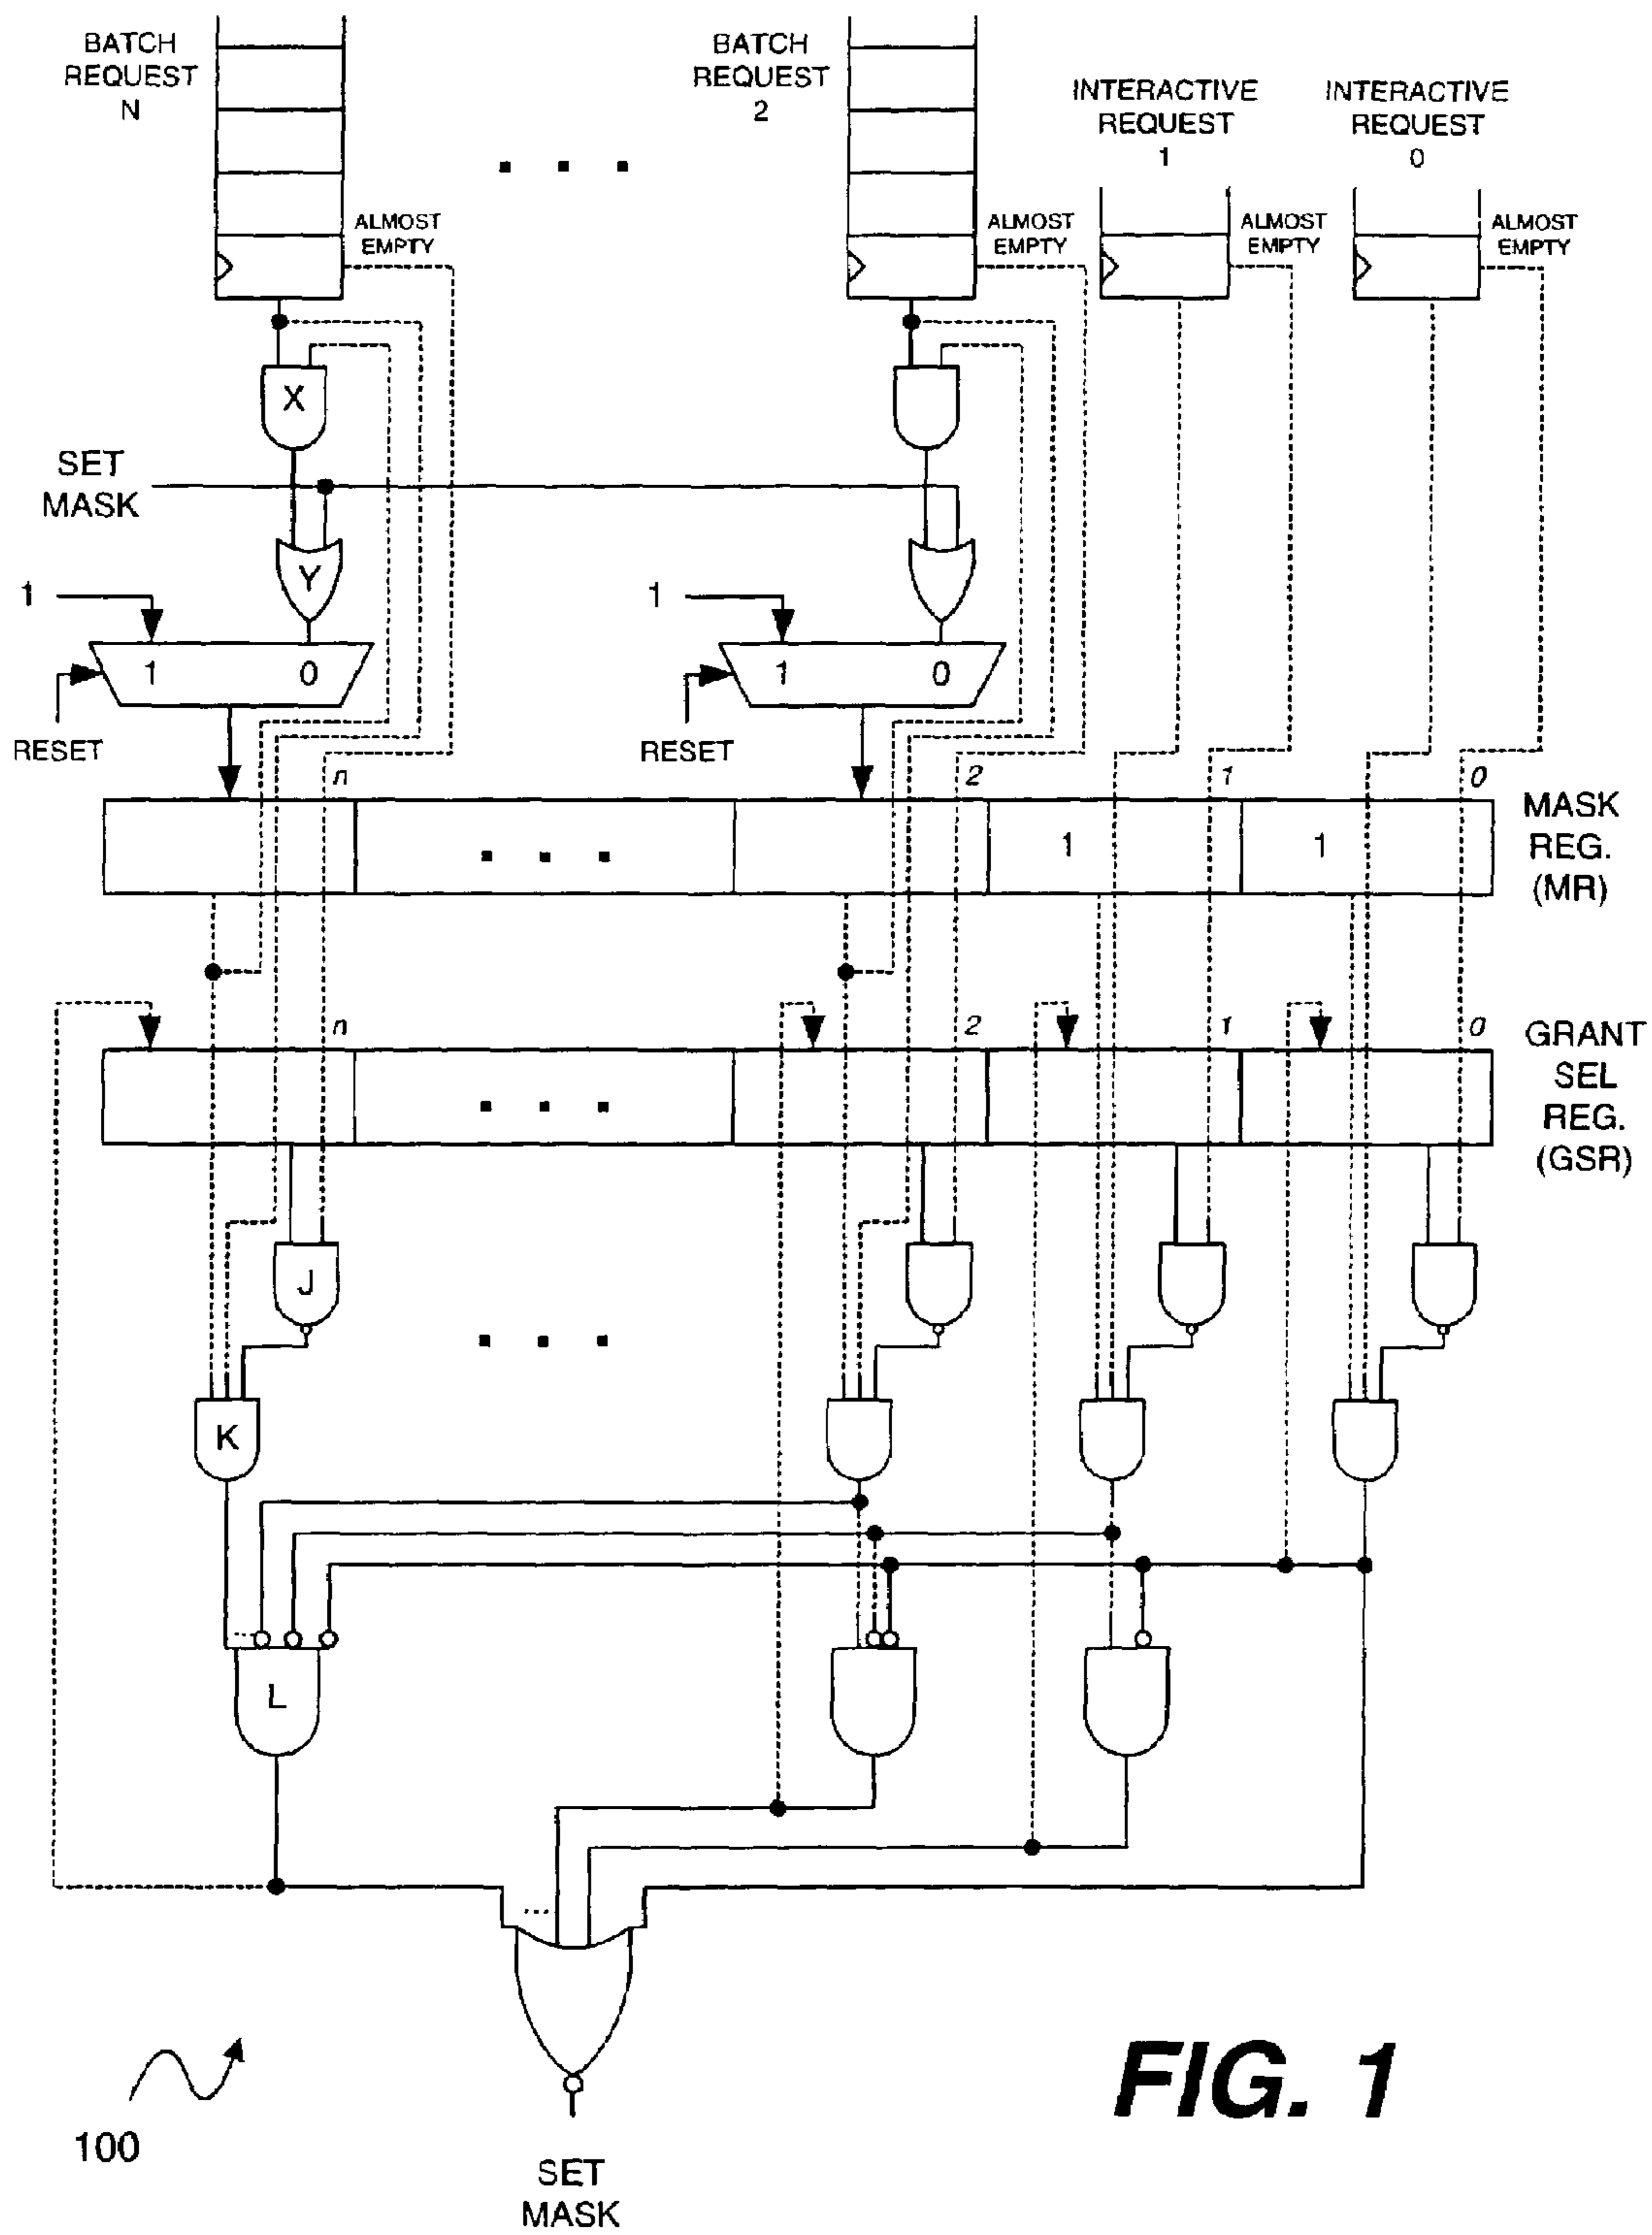 BATCH
REQUEST
N
BATCH
REQUEST
2
INTERACTIVE
REQUEST
1
INTERACTIVE
REQUEST
0
ALMOST
EMPTY
ALMOST
EMPTY
ALMOST
EMPTY
ALMOST
EMPTY
X
SET
MASK
Y
1
1
1 0
1 0
RESET
RESET
n
2
1
0
1
1
MASK
REG.
(MR)
n
2
1
0
GRANT
SEL
REG.
(GSR)
J
K
L
100
SET
MASK
FIG. 1